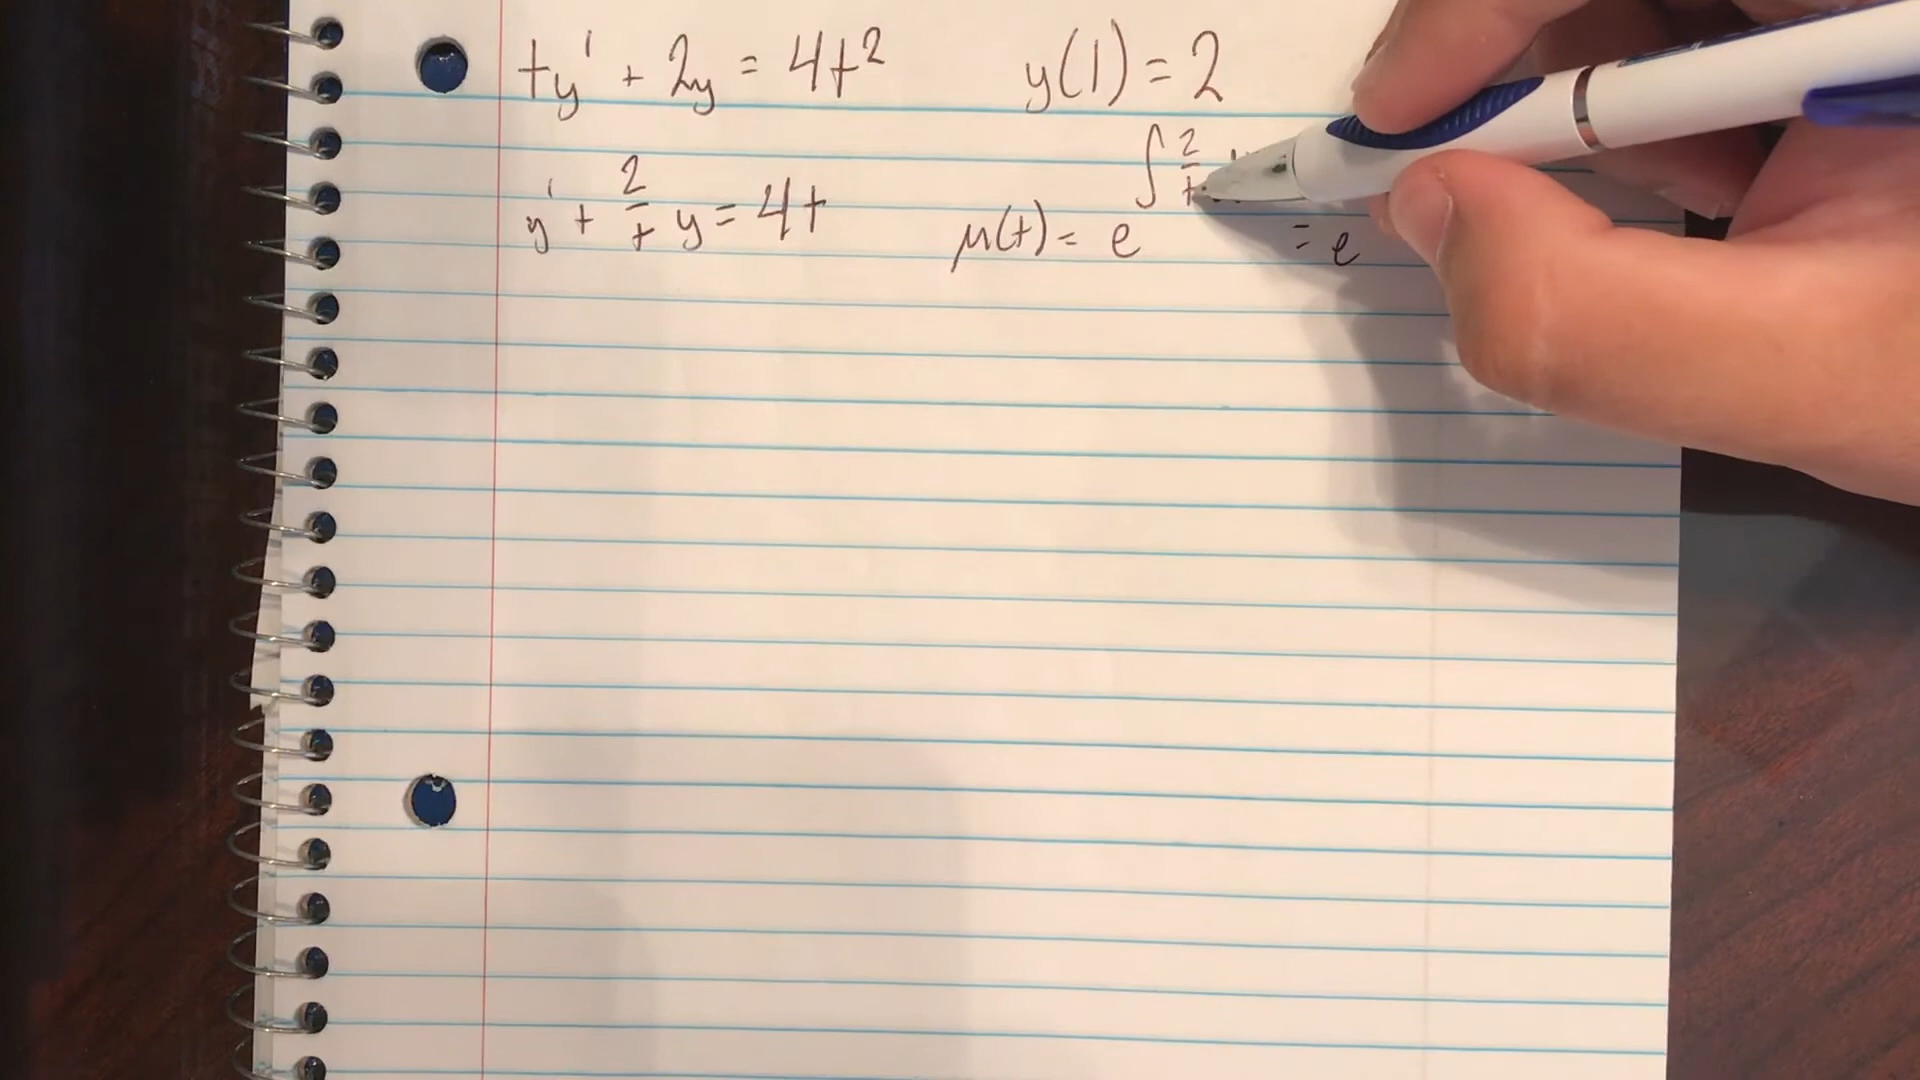 ty' + 2y = 4t² y(1) = 2
y' + 2/t y = 4t μ(t) = e^∫ 2/t = e